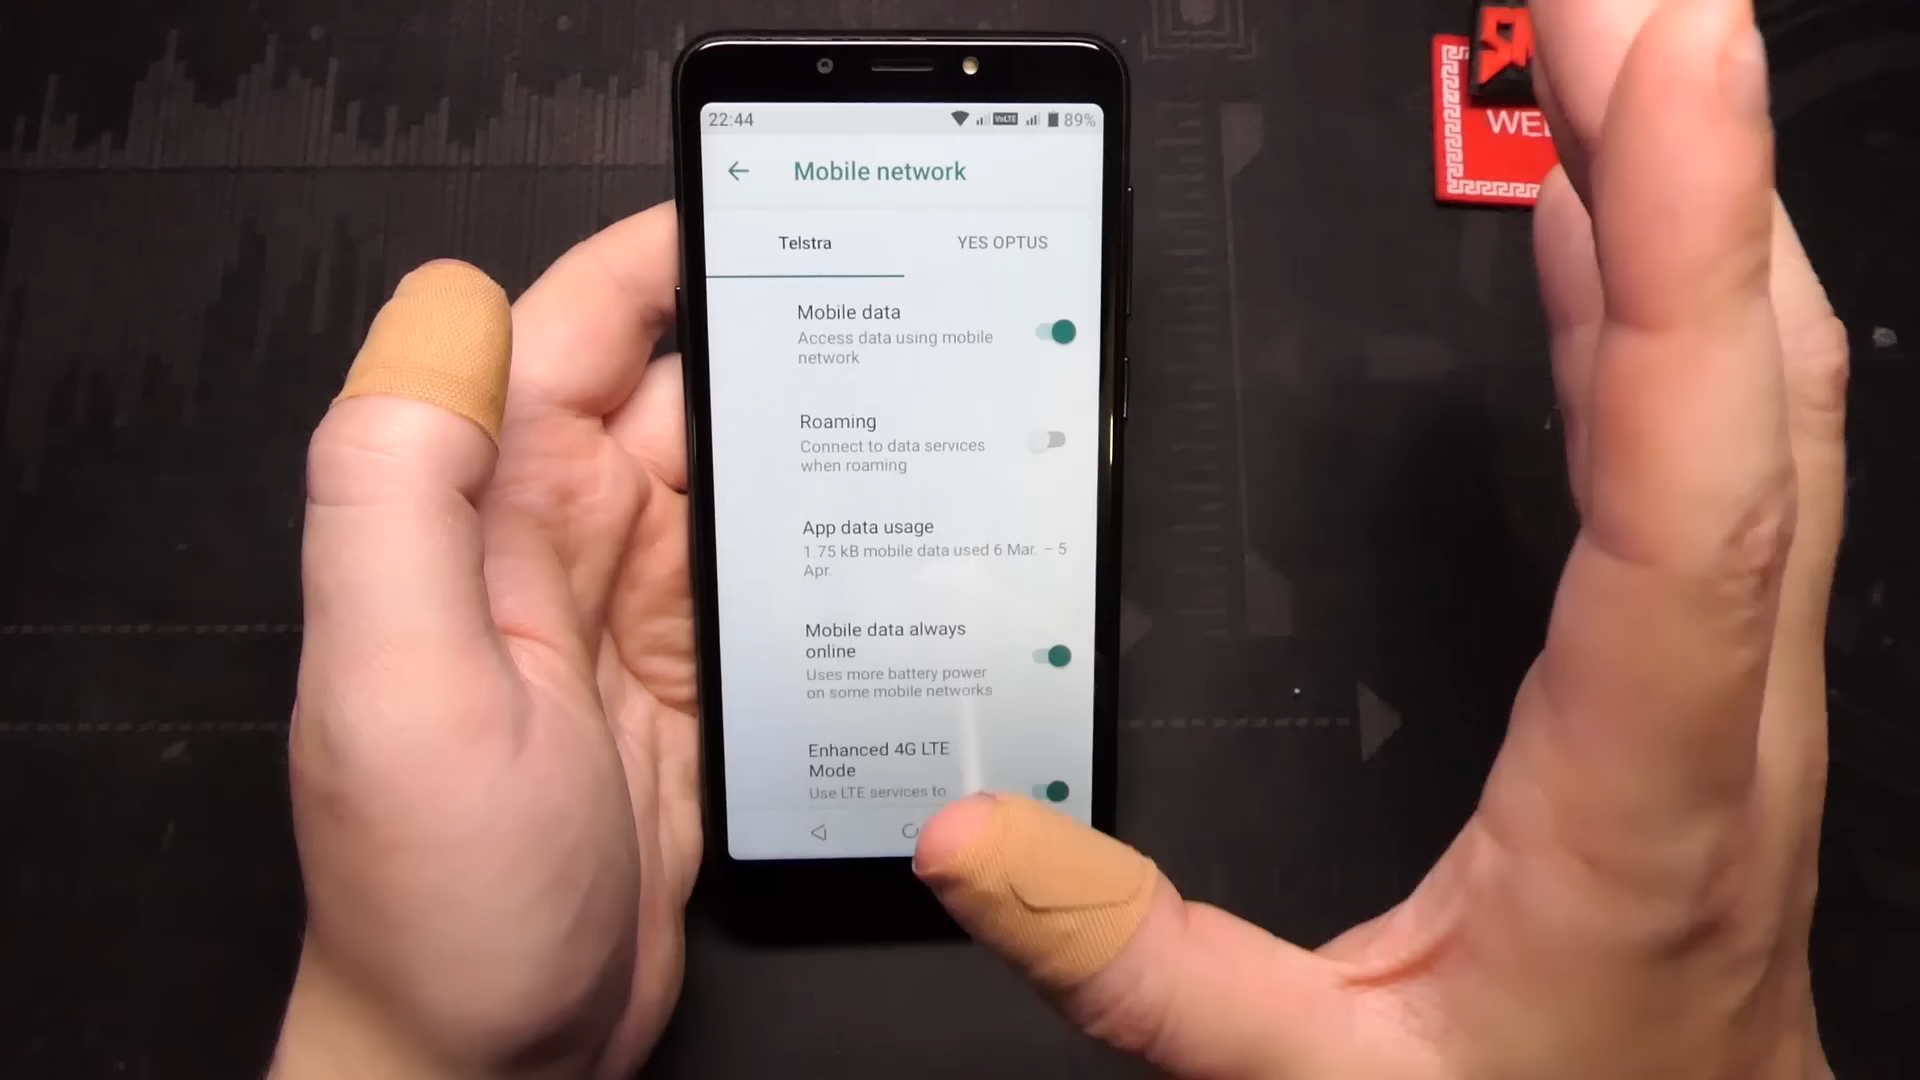 22:44 VoLTE 89%
Mobile network
Telstra YES OPTUS
Mobile data
Access data using mobile
network
Roaming
Connect to data services
when roaming
App data usage
1.75 kB mobile data used 6 Mar. – 5
Apr.
Mobile data always
online
Uses more battery power
on some mobile networks
Enhanced 4G LTE
Mode
Use LTE services to